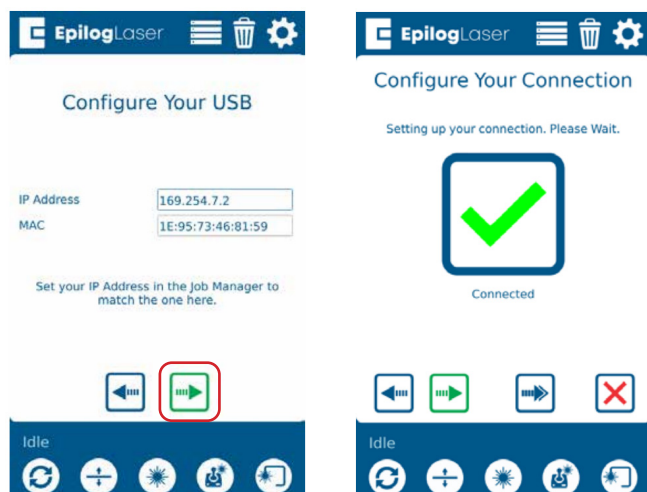 EpilogLaser
Configure Your USB
IP Address 169.254.7.2
MAC 1E:95:73:46:81:59
Set your IP Address in the Job Manager to
match the one here.
Idle
EpilogLaser
Configure Your Connection
Setting up your connection. Please Wait.
Connected
Idle